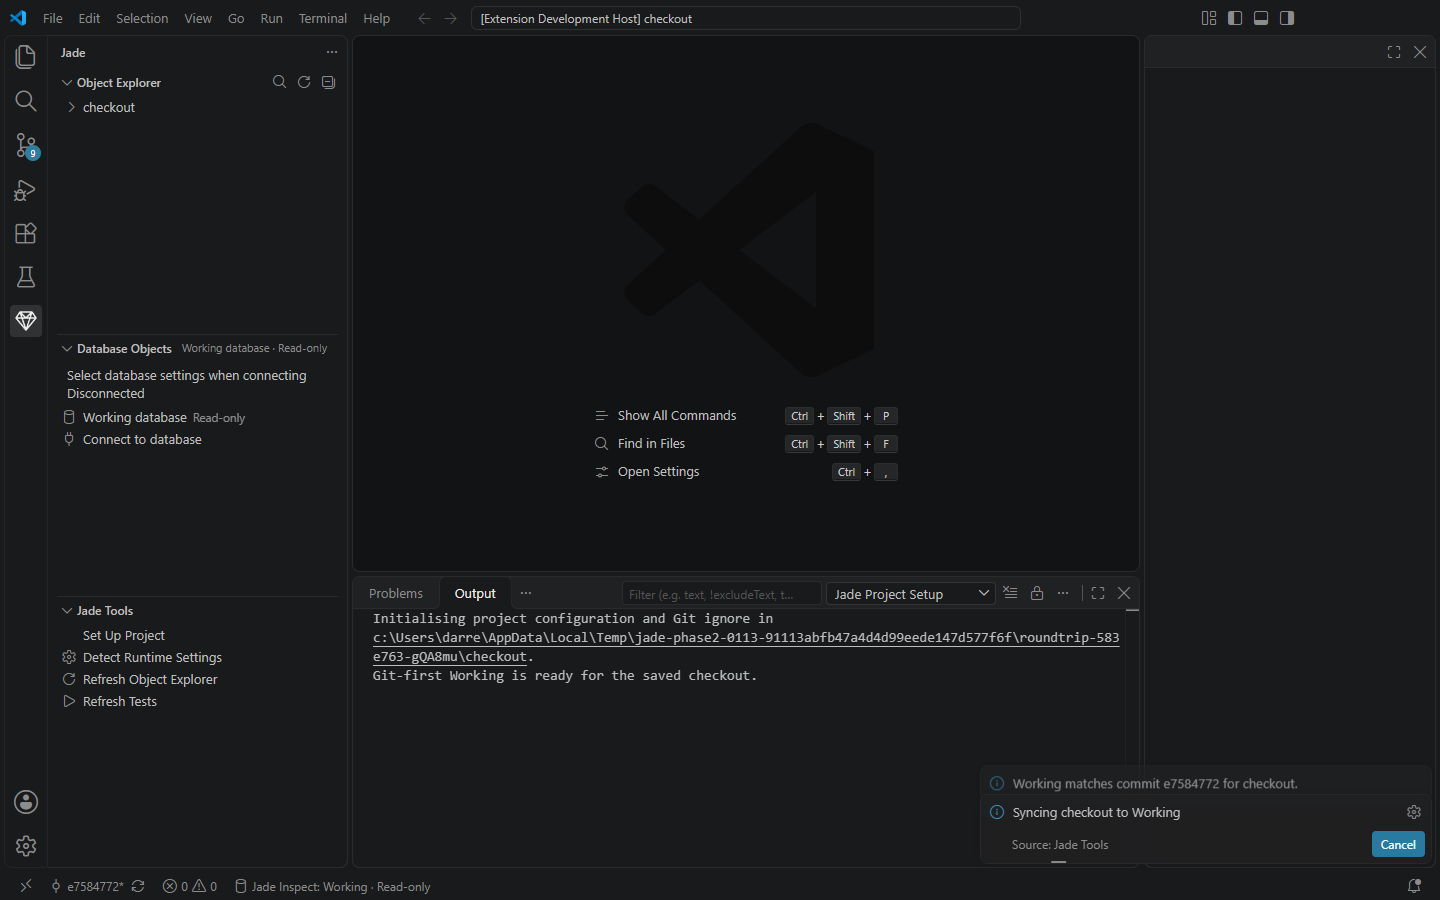 File Edit Selection View Go Run Terminal Help
[Extension Development Host] checkout
Jade
Object Explorer
checkout
9
Database Objects Working database · Read-only
Select database settings when connecting
Disconnected
Working database Read-only
Connect to database
Jade Tools
Set Up Project
Detect Runtime Settings
Refresh Object Explorer
Refresh Tests
Show All Commands Ctrl + Shift + P
Find in Files Ctrl + Shift + F
Open Settings Ctrl + ,
Problems Output
Filter (e.g. text, !excludeText, t...
Jade Project Setup
Initialising project configuration and Git ignore in
c:\Users\darre\AppData\Local\Temp\jade-phase2-0113-91113abfb47a4d4d99eede147d577f6f\roundtrip-583
e763-gQA8mu\checkout.
Git-first Working is ready for the saved checkout.
Working matches commit e7584772 for checkout.
Syncing checkout to Working
Source: Jade Tools
Cancel
e7584772* 0 0 Jade Inspect: Working · Read-only